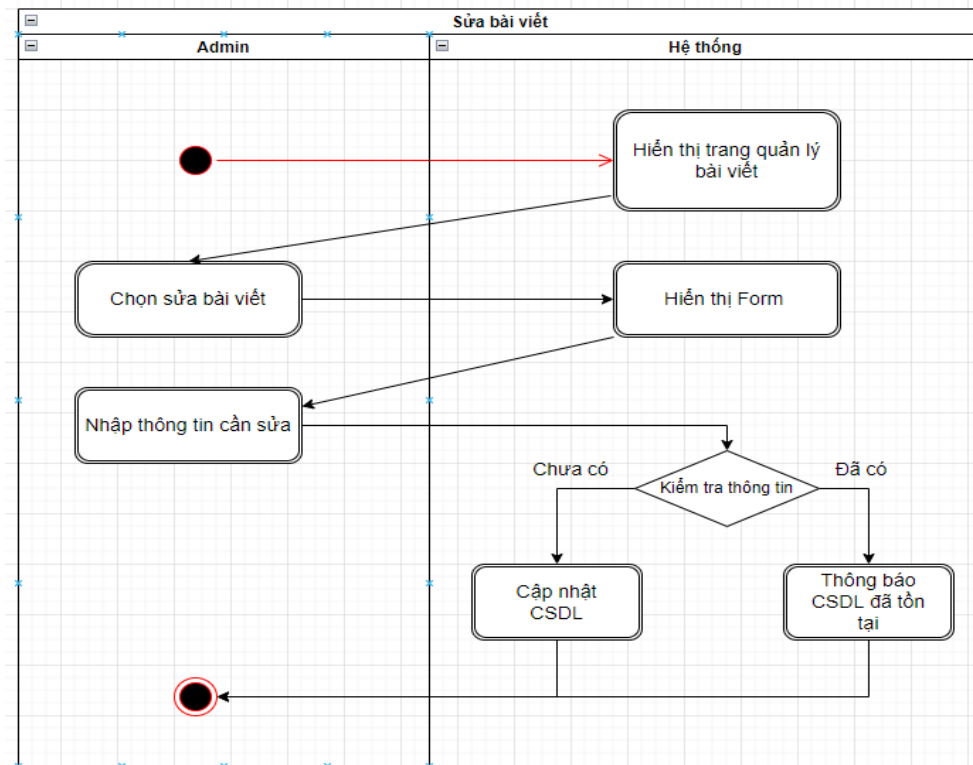 Sửa bài viết
Admin
Hệ thống
Hiển thị trang quản lý
bài viết
Chọn sửa bài viết
Hiển thị Form
Nhập thông tin cần sửa
Chưa có
Đã có
Kiểm tra thông tin
Cập nhật
CSDL
Thông báo
CSDL đã tồn
tại